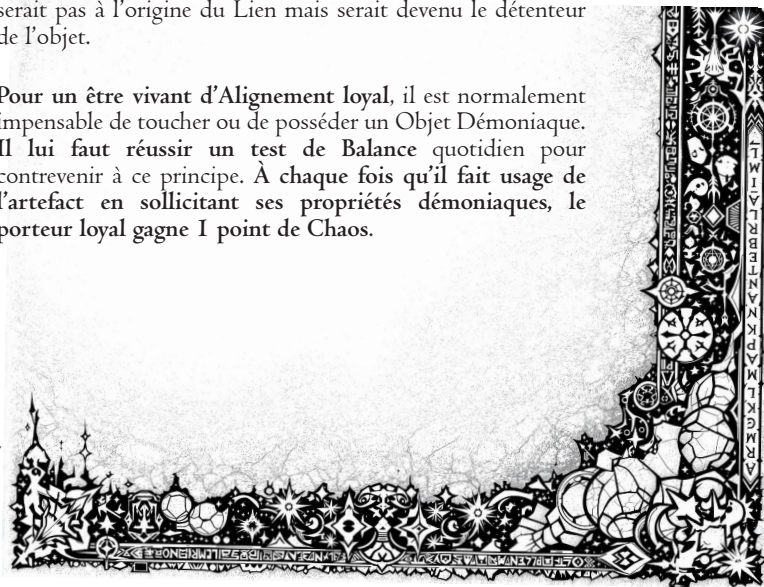 serait pas à l'origine du Lien mais serait devenu le détenteur
de l'objet.
Pour un être vivant d'Alignement loyal, il est normalement
impensable de toucher ou de posséder un Objet Démoniaque.
Il lui faut réussir un test de Balance quotidien pour
contrevenir à ce principe. À chaque fois qu'il fait usage de
l'artefact en sollicitant ses propriétés démoniaques, le
porteur loyal gagne 1 point de Chaos.